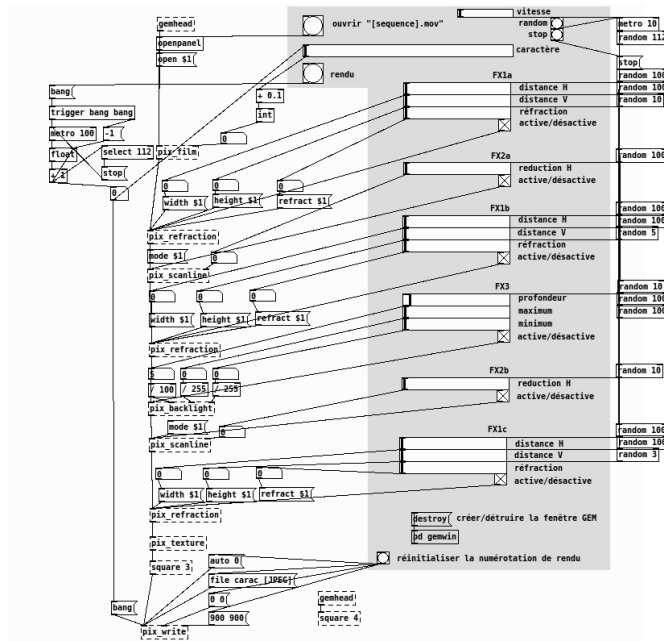 gemhead
openpanel
open $1
ouvrir "[sequence].mov"
vitesse
random
stop
caractère
rendu
metro 10
random 112
stop
random 100
random 100
random 10
bang
trigger bang bang
metro 100
-1
float
select 112
+ 1
stop
0
+ 0.1
int
0
pix_film
FX1a
distance H
distance V
réfraction
active/désactive
0
0
0
width $1
height $1
refract $1
FX2a
reduction H
active/désactive
random 100
pix_refraction
mode $1
0
pix_scanline
FX1b
distance H
distance V
réfraction
active/désactive
random 100
random 100
random 5
0
0
0
width $1
height $1
refract $1
pix_refraction
FX3
profondeur
maximum
minimum
active/désactive
random 10
random 100
random 100
0
0
/ 100
/ 255
/ 255
pix_backlight
mode $1
0
pix_scanline
FX2b
reduction H
active/désactive
random 10
FX1c
distance H
distance V
réfraction
active/désactive
random 100
random 100
random 3
0
0
0
width $1
height $1
refract $1
pix_refraction
pix_texture
square 3
destroy
créer/détruire la fenêtre GEM
pd gemwin
réinitialiser la numérotation de rendu
auto 0
file carac [JPEG]
0 0
900 900
bang
pix_write
gemhead
square 4